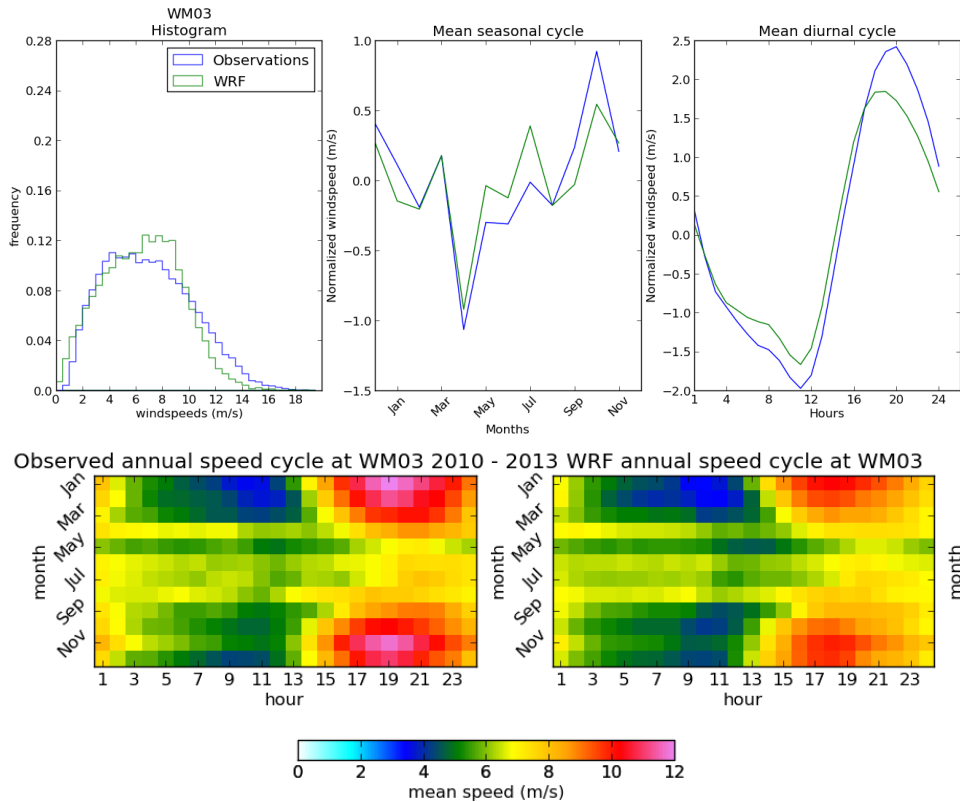 WM03
Histogram
0.28
0.24
0.20
0.16
0.12
0.08
0.04
0.0
frequency
Observations
WRF
0 2 4 6 8 10 12 14 16 18
windspeeds (m/s)
Mean seasonal cycle
1.0
0.5
0.0
−0.5
−1.0
−1.5
Normalized windspeed (m/s)
Jan Mar May Jul Sep Nov
Months
Mean diurnal cycle
2.5
2.0
1.5
1.0
0.5
0.0
−0.5
−1.0
−1.5
−2.0
Normalized windspeed (m/s)
1 4 8 12 16 20 24
Hours
Observed annual speed cycle at WM03 2010 - 2013 WRF annual speed cycle at WM03
Jan
Mar
May
Jul
Sep
Nov
month
1 3 5 7 9 11 13 15 17 19 21 23
hour
Jan
Mar
May
Jul
Sep
Nov
month
1 3 5 7 9 11 13 15 17 19 21 23
hour
month
0 2 4 6 8 10 12
mean speed (m/s)